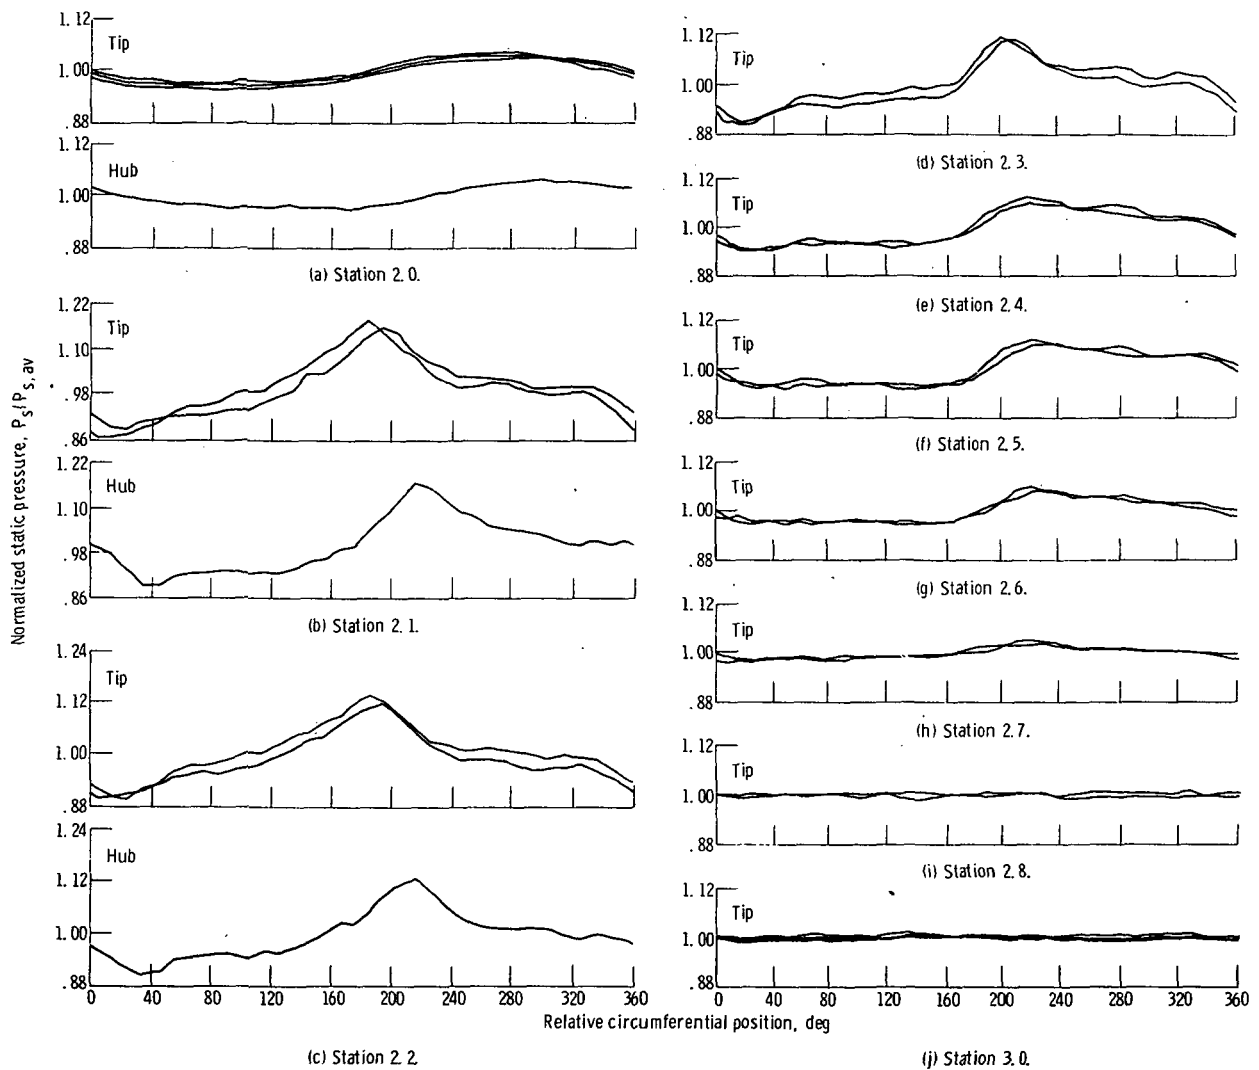 Normalized static pressure, P_s/P_s, av
1.12
Tip
1.00
.88
1.12
Hub
1.00
.88
(a) Station 2.0.
1.22
Tip
1.10
.98
.86
1.22
Hub
1.10
.98
.86
(b) Station 2.1.
1.24
Tip
1.12
1.00
.88
1.24
Hub
1.12
1.00
.88
0 40 80 120 160 200 240 280 320 360
(c) Station 2.2.
1.12
Tip
1.00
.88
(d) Station 2.3.
1.12
Tip
1.00
.88
(e) Station 2.4.
1.12
Tip
1.00
.88
(f) Station 2.5.
1.12
Tip
1.00
.88
(g) Station 2.6.
1.12
Tip
1.00
.88
(h) Station 2.7.
1.12
Tip
1.00
.88
(i) Station 2.8.
1.12
Tip
1.00
.88
0 40 80 120 160 200 240 280 320 360
Relative circumferential position, deg
(j) Station 3.0.